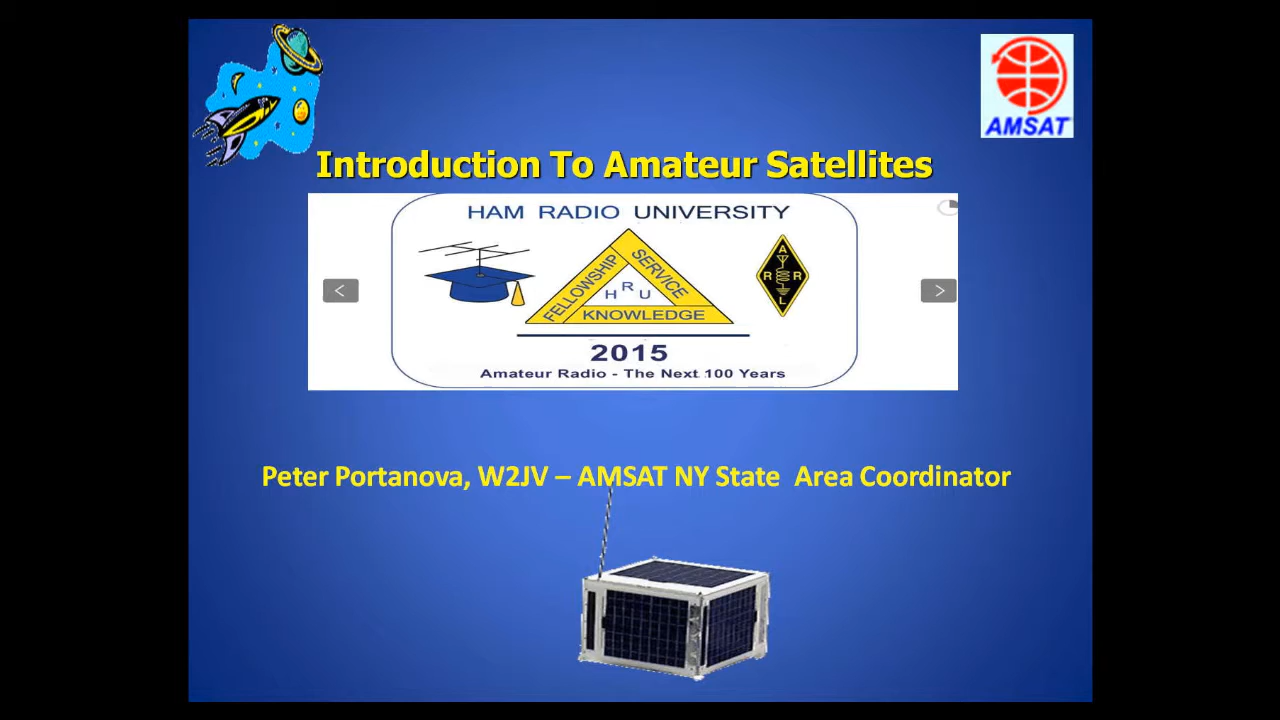 AMSAT
Introduction To Amateur Satellites
HAM RADIO UNIVERSITY
FELLOWSHIP
SERVICE
H R U
KNOWLEDGE
A R R L
<
>
2015
Amateur Radio - The Next 100 Years
Peter Portanova, W2JV – AMSAT NY State Area Coordinator